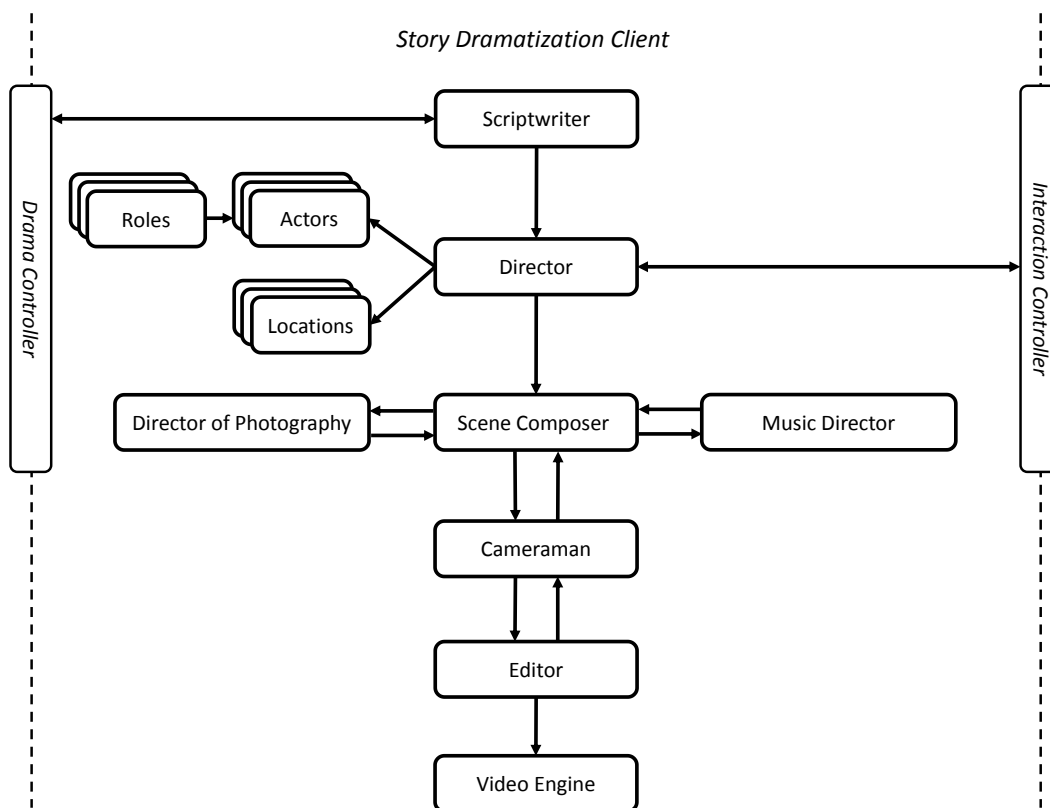 Story Dramatization Client
Scriptwriter
Drama Controller
Interaction Controller
Roles
Actors
Director
Locations
Director of Photography
Scene Composer
Music Director
Cameraman
Editor
Video Engine